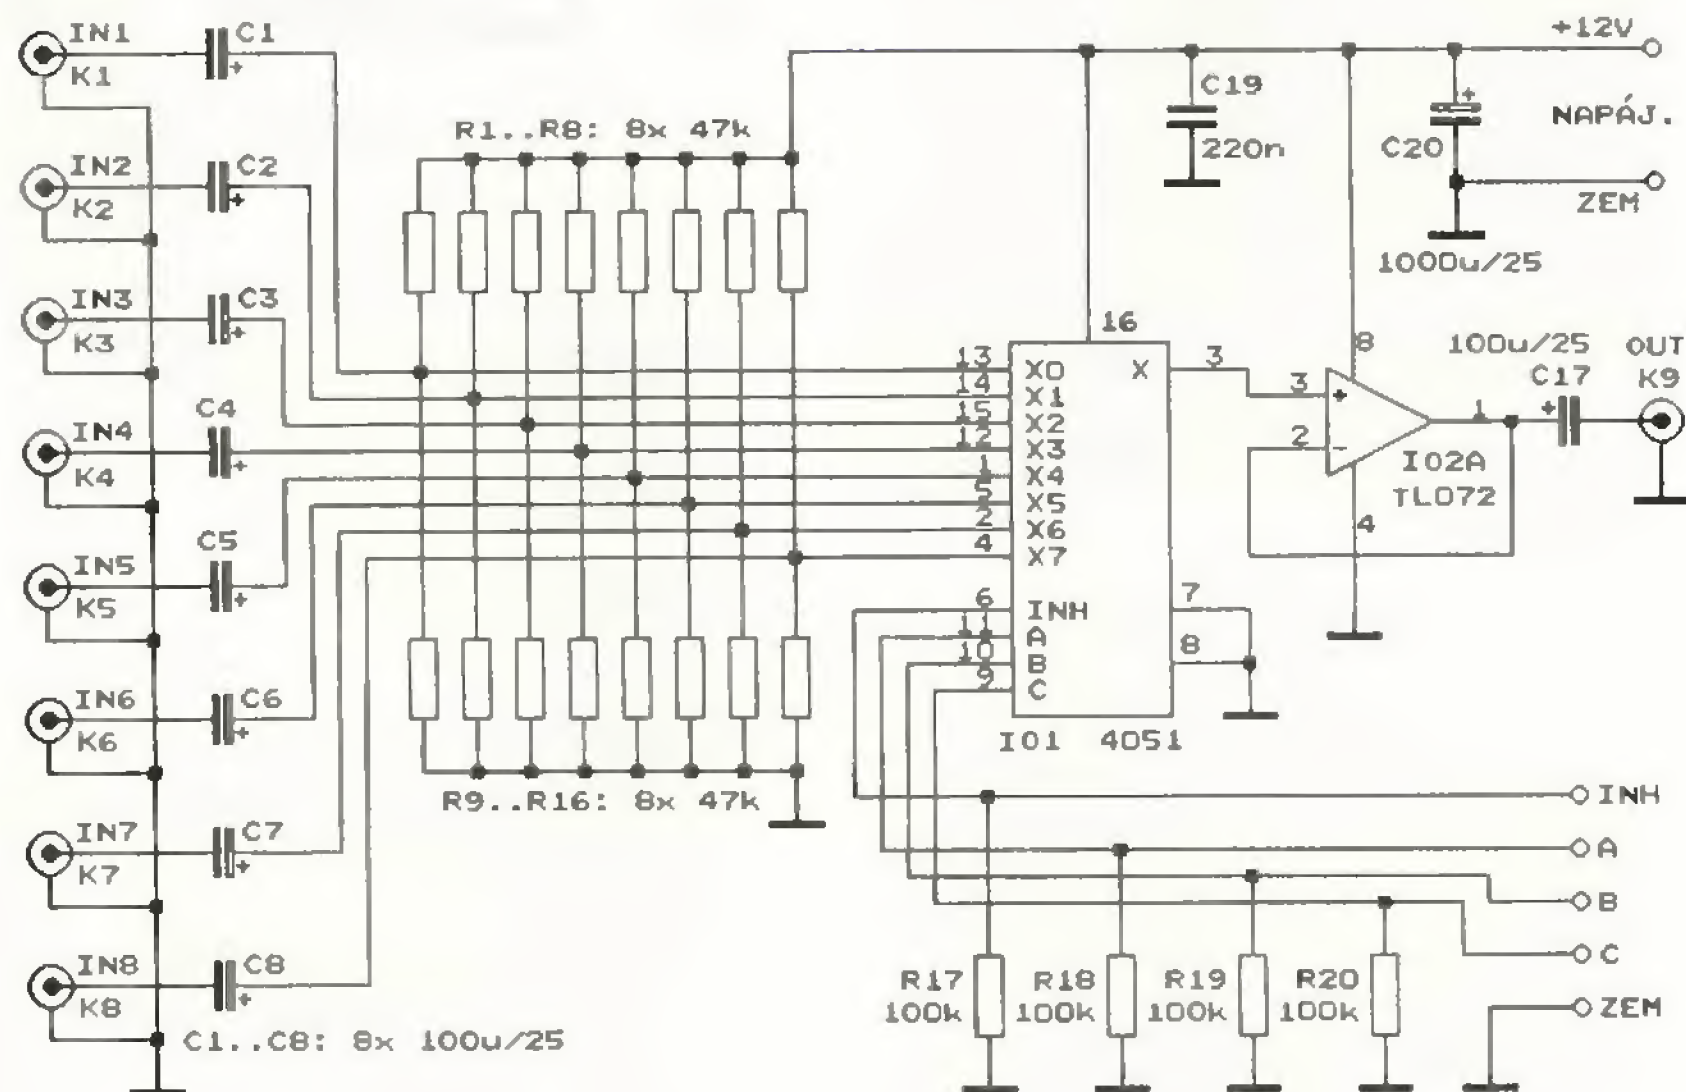 IN1
K1
C1
IN2
K2
C2
IN3
K3
C3
IN4
K4
C4
IN5
K5
C5
IN6
K6
C6
IN7
K7
C7
IN8
K8
C8
C1..C8: 8x 100u/25
R1..R8: 8x 47k
R9..R16: 8x 47k
+12V
NAPÁJ.
ZEM
C19
220n
C20
1000u/25
16
13 X0
14 X1
15 X2
12 X3
1 X4
5 X5
2 X6
4 X7
6 INH
11 A
10 B
9 C
X 3
7
8
IO1 4051
3 +
2 -
8
1
4
IO2A
TL072
100u/25
C17
OUT
K9
INH
A
B
C
ZEM
R17
100k
R18
100k
R19
100k
R20
100k